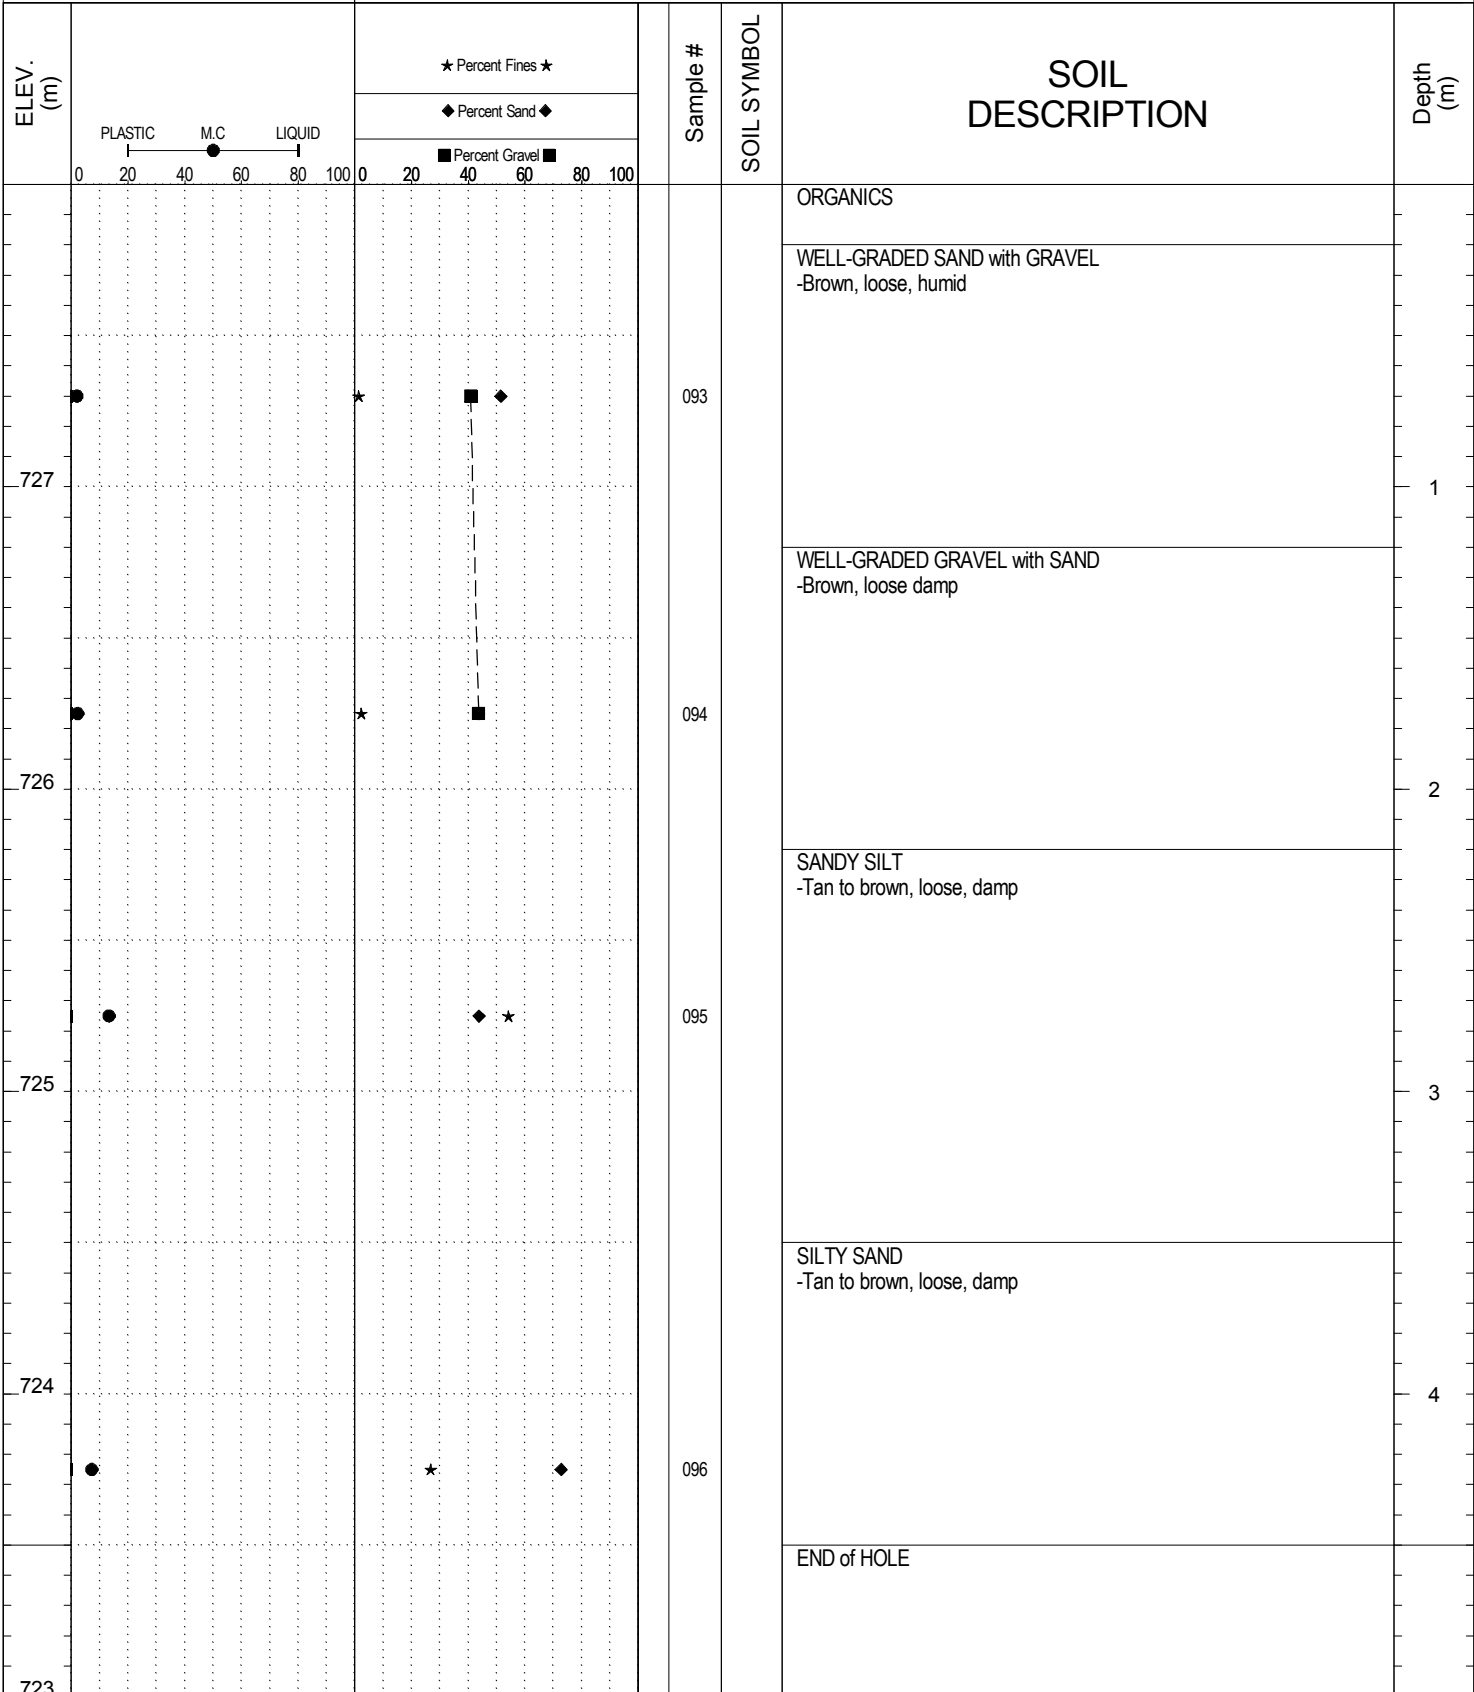 ELEV.
(m)
PLASTIC M.C LIQUID
0 20 40 60 80 100
★ Percent Fines ★
◆ Percent Sand ◆
■ Percent Gravel ■
0 20 40 60 80 100
Sample #
SOIL SYMBOL
SOIL
DESCRIPTION
Depth
(m)
ORGANICS
WELL-GRADED SAND with GRAVEL
-Brown, loose, humid
093
727
1
WELL-GRADED GRAVEL with SAND
-Brown, loose damp
094
726
2
SANDY SILT
-Tan to brown, loose, damp
095
725
3
SILTY SAND
-Tan to brown, loose, damp
724
4
096
END of HOLE
723